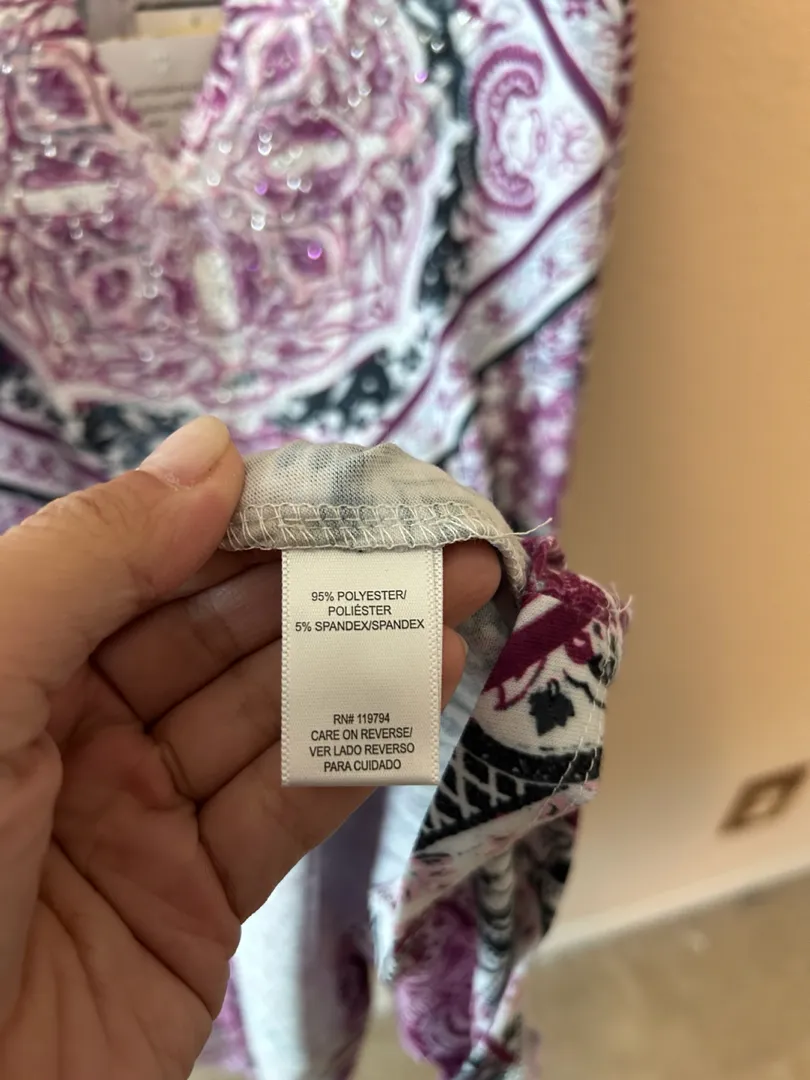 95% POLYESTER/
POLIÉSTER
5% SPANDEX/SPANDEX
RN# 119794
CARE ON REVERSE/
VER LADO REVERSO
PARA CUIDADO